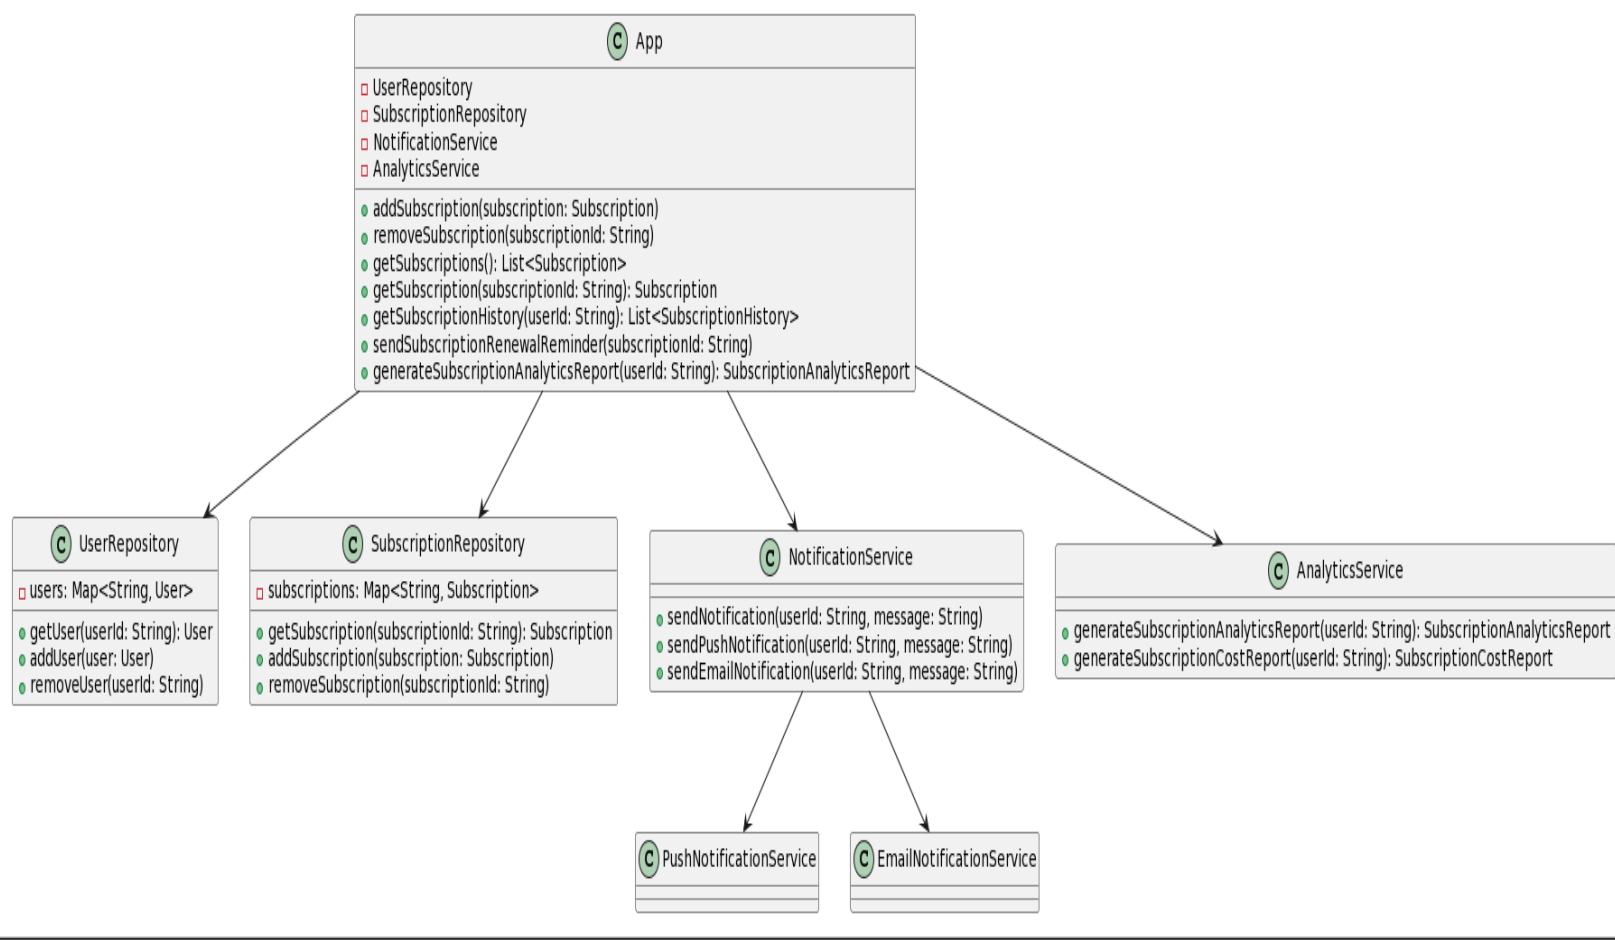 C App
UserRepository
SubscriptionRepository
NotificationService
AnalyticsService
addSubscription(subscription: Subscription)
removeSubscription(subscriptionId: String)
getSubscriptions(): List<Subscription>
getSubscription(subscriptionId: String): Subscription
getSubscriptionHistory(userId: String): List<SubscriptionHistory>
sendSubscriptionRenewalReminder(subscriptionId: String)
generateSubscriptionAnalyticsReport(userId: String): SubscriptionAnalyticsReport
C UserRepository
users: Map<String, User>
getUser(userId: String): User
addUser(user: User)
removeUser(userId: String)
C SubscriptionRepository
subscriptions: Map<String, Subscription>
getSubscription(subscriptionId: String): Subscription
addSubscription(subscription: Subscription)
removeSubscription(subscriptionId: String)
C NotificationService
sendNotification(userId: String, message: String)
sendPushNotification(userId: String, message: String)
sendEmailNotification(userId: String, message: String)
C AnalyticsService
generateSubscriptionAnalyticsReport(userId: String): SubscriptionAnalyticsReport
generateSubscriptionCostReport(userId: String): SubscriptionCostReport
C PushNotificationService
C EmailNotificationService